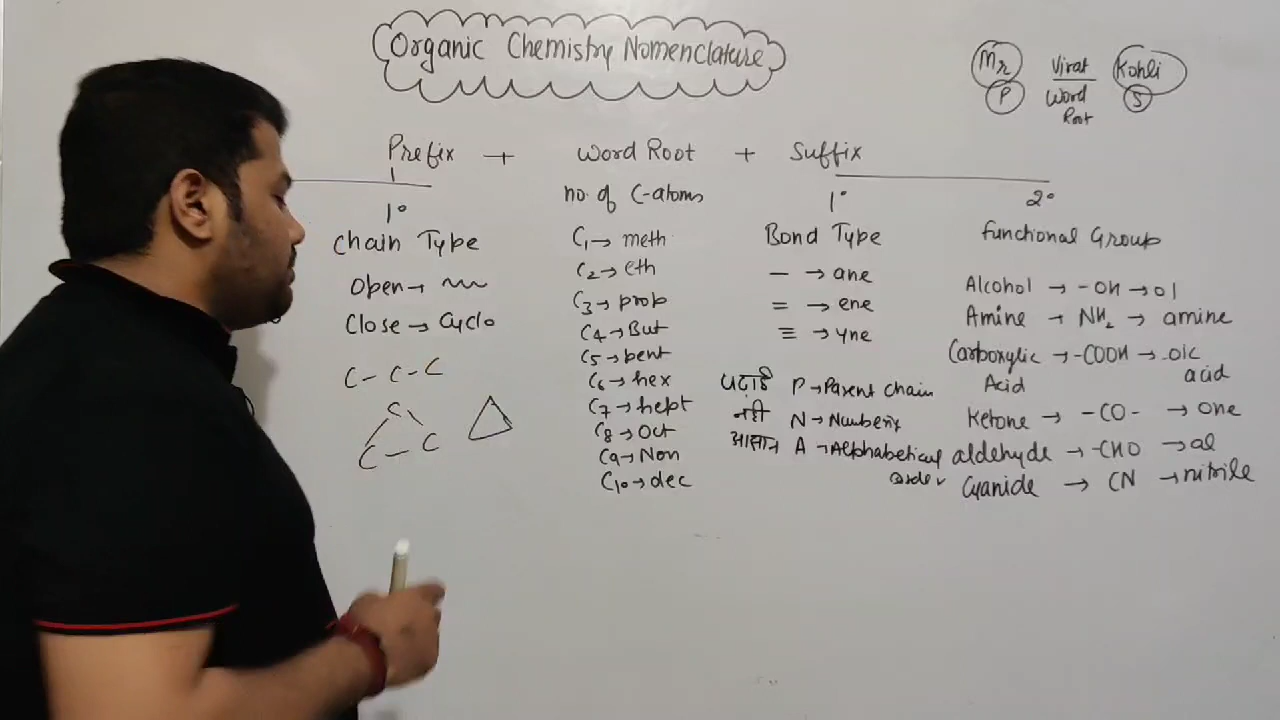 Organic Chemistry Nomenclature
Mr Virat Kohli
P Word Root S
Prefix + Word Root + Suffix
no. of C-atoms
1° 1° 2°
Chain Type
Open → 
Close → Cyclo
C - C - C
C
C - C
C1 → meth
C2 → eth
C3 → prop
C4 → But
C5 → pent
C6 → hex
C7 → hept
C8 → Oct
C9 → Non
C10 → dec
Bond Type
— → ane
= → ene
≡ → yne
पढ़ाई P → Parent Chain
नही N → Numbering
आसान A → Alphabetical order
Functional Group
Alcohol → -OH → ol
Amine → NH2 → amine
Carboxylic → -COOH → oic
Acid acid
Ketone → -CO- → one
aldehyde → -CHO → al
Cyanide → CN → nitrile